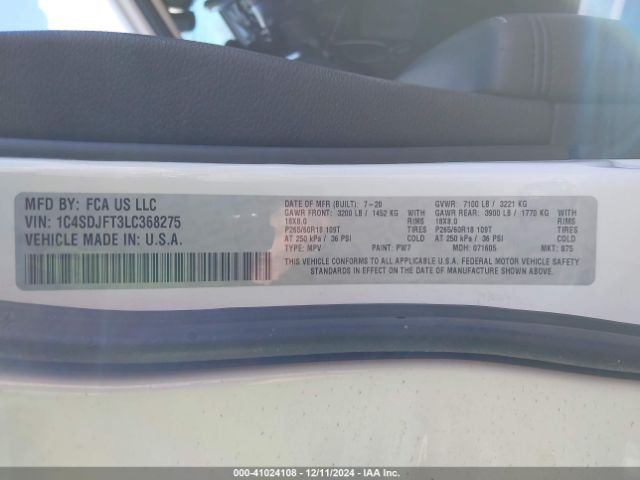 MFD BY: FCA US LLC
VIN: 1C4SDJFT3LC368275
VEHICLE MADE IN U.S.A.
DATE OF MFR (BUILT): 7-20 GVWR: 7100 LB / 3221 KG
GAWR FRONT: 3200 LB / 1452 KG WITH GAWR REAR: 3900 LB / 1770 KG WITH
18X8.0 RIMS 18X8.0 RIMS
P265/60R18 109T TIRES P265/60R18 109T TIRES
AT 250 kPa / 36 PSI COLD AT 250 kPa / 36 PSI COLD
TYPE: MPV PAINT: PW7 MDH: 071605 MKT: B75
THIS VEHICLE CONFORMS TO ALL APPLICABLE U.S.A. FEDERAL MOTOR VEHICLE SAFETY
STANDARDS IN EFFECT ON THE DATE OF MANUFACTURE SHOWN ABOVE
000-41024108 - 12/11/2024 - IAA Inc.